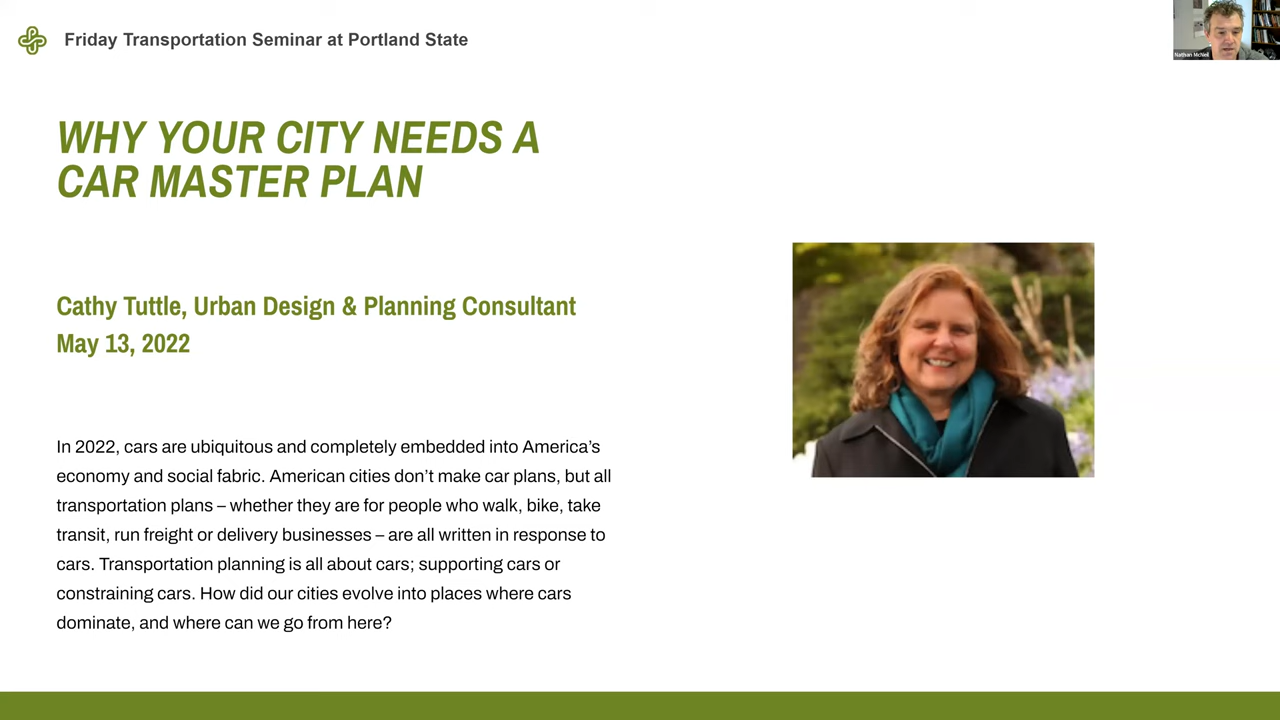 Friday Transportation Seminar at Portland State
Nathan McNeil
WHY YOUR CITY NEEDS A
CAR MASTER PLAN
Cathy Tuttle, Urban Design & Planning Consultant
May 13, 2022
In 2022, cars are ubiquitous and completely embedded into America’s
economy and social fabric. American cities don’t make car plans, but all
transportation plans – whether they are for people who walk, bike, take
transit, run freight or delivery businesses – are all written in response to
cars. Transportation planning is all about cars; supporting cars or
constraining cars. How did our cities evolve into places where cars
dominate, and where can we go from here?